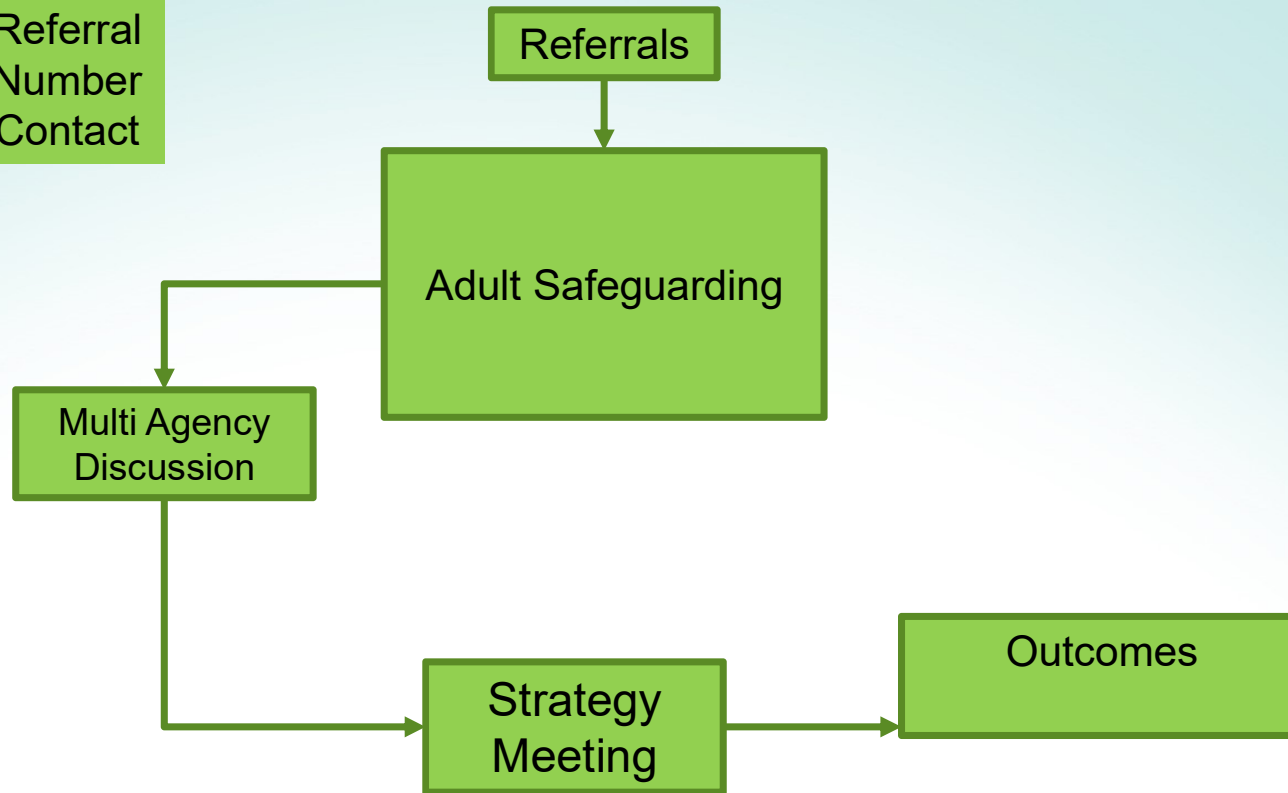 Referral
Number
Contact
Referrals
Adult Safeguarding
Multi Agency
Discussion
Strategy
Meeting
Outcomes